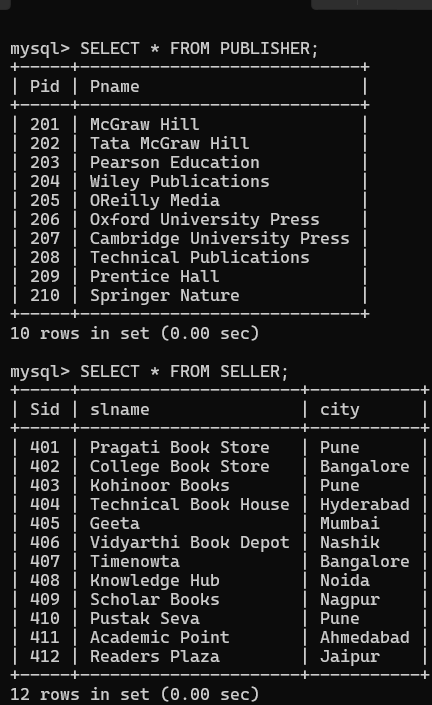 mysql> SELECT * FROM PUBLISHER;
+-----+----------------------------+
| Pid | Pname                      |
+-----+----------------------------+
| 201 | McGraw Hill                |
| 202 | Tata McGraw Hill           |
| 203 | Pearson Education          |
| 204 | Wiley Publications         |
| 205 | OReilly Media              |
| 206 | Oxford University Press    |
| 207 | Cambridge University Press |
| 208 | Technical Publications     |
| 209 | Prentice Hall              |
| 210 | Springer Nature            |
+-----+----------------------------+
10 rows in set (0.00 sec)
mysql> SELECT * FROM SELLER;
+-----+----------------------+-----------+
| Sid | slname               | city      |
+-----+----------------------+-----------+
| 401 | Pragati Book Store   | Pune      |
| 402 | College Book Store   | Bangalore |
| 403 | Kohinoor Books       | Pune      |
| 404 | Technical Book House | Hyderabad |
| 405 | Geeta                | Mumbai    |
| 406 | Vidyarthi Book Depot | Nashik    |
| 407 | Timenowta            | Bangalore |
| 408 | Knowledge Hub        | Noida     |
| 409 | Scholar Books        | Nagpur    |
| 410 | Pustak Seva          | Pune      |
| 411 | Academic Point       | Ahmedabad |
| 412 | Readers Plaza        | Jaipur    |
+-----+----------------------+-----------+
12 rows in set (0.00 sec)